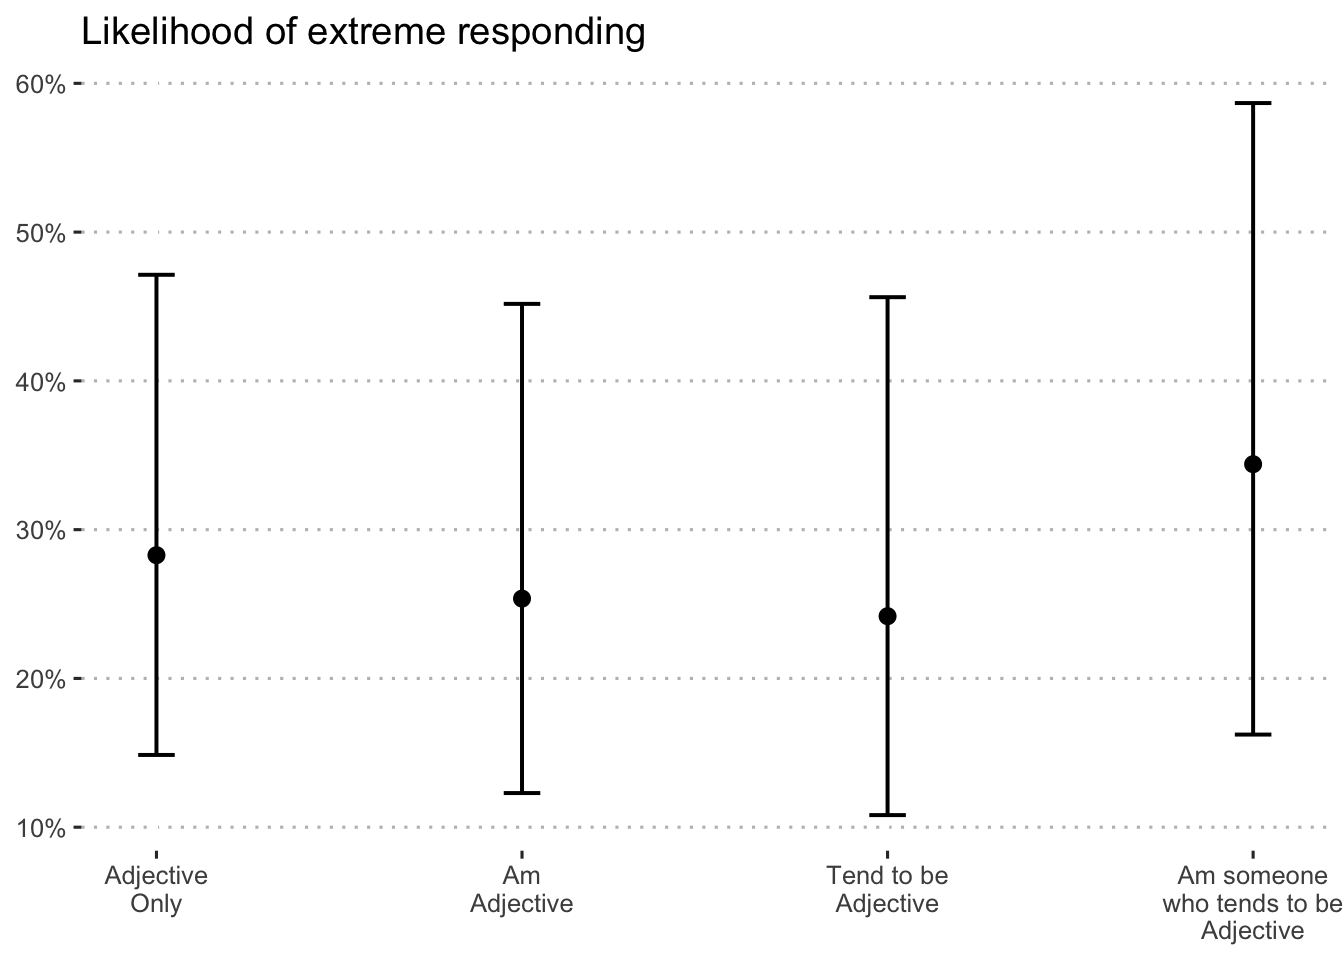 Likelihood of extreme responding
60%
50%
40%
30%
20%
10%
Adjective
Only
Am
Adjective
Tend to be
Adjective
Am someone
who tends to be
Adjective